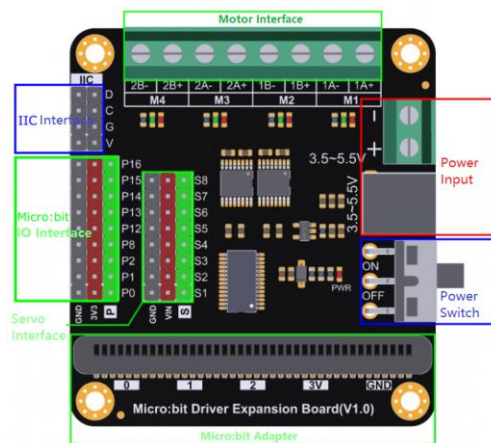 Motor Interface
IIC
2B- 2B+ 2A- 2A+ 1B- 1B+ 1A- 1A+
M4 M3 M2 M1
D
C
G
V
IIC Interface
3.5~5.5V
3.5~5.5V
Power
Input
Micro:bit
IO Interface
P16
P15
P14
P13
P12
P8
P2
P1
P0
S8
S7
S6
S5
S4
S3
S2
S1
GND 3V3 P
GND VIN S
Servo
Interface
PWR
ON
OFF
Power
Switch
0 1 2 3V GND
Micro:bit Driver Expansion Board(V1.0)
Micro:bit Adapter